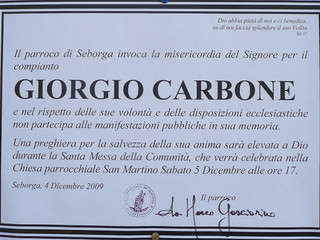 Dio abbia pietà di noi e ci benedica,
su di noi faccia splendere il suo Volto
Sal 67
Il parroco di Seborga invoca la misericordia del Signore per il
compianto
GIORGIO CARBONE
e nel rispetto delle sue volontà e delle disposizioni ecclesiastiche
non partecipa alle manifestazioni pubbliche in sua memoria.
Una preghiera per la salvezza della sua anima sarà elevata a Dio
durante la Santa Messa della Comunità, che verrà celebrata nella
Chiesa parrocchiale San Martino Sabato 5 Dicembre alle ore 17.
Seborga, 4 Dicembre 2009
Il parroco